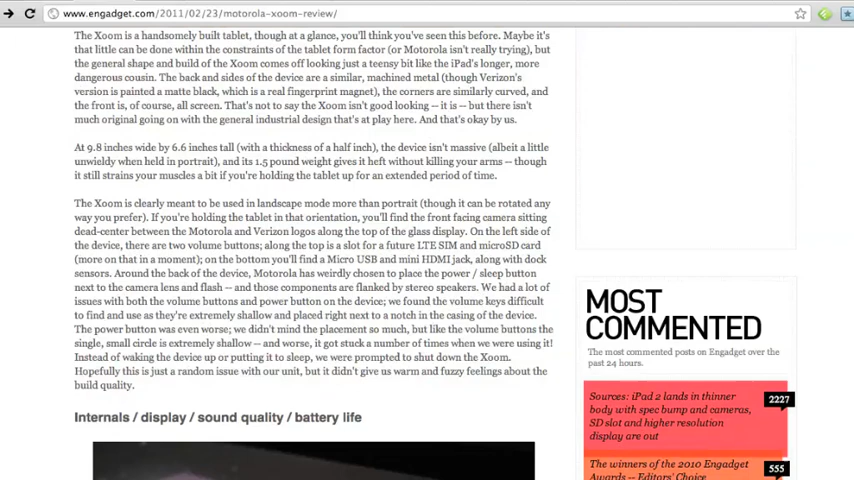 www.engadget.com/2011/02/23/motorola-xoom-review/
The Xoom is a handsomely built tablet, though at a glance, you'll think you've seen this before. Maybe it's
that little can be done within the constraints of the tablet form factor (or Motorola isn't really trying), but
the general shape and build of the Xoom comes off looking just a teensy bit like the iPad's longer, more
dangerous cousin. The back and sides of the device are a similar, machined metal (though Verizon's
version is painted a matte black, which is a real fingerprint magnet), the corners are similarly curved, and
the front is, of course, all screen. That's not to say the Xoom isn't good looking -- it is -- but there isn't
much original going on with the general industrial design that's at play here. And that's okay by us.
At 9.8 inches wide by 6.6 inches tall (with a thickness of a half inch), the device isn't massive (albeit a little
unwieldy when held in portrait), and its 1.5 pound weight gives it heft without killing your arms -- though
it still strains your muscles a bit if you're holding the tablet up for an extended period of time.
The Xoom is clearly meant to be used in landscape mode more than portrait (though it can be rotated any
way you prefer). If you're holding the tablet in that orientation, you'll find the front facing camera sitting
dead-center between the Motorola and Verizon logos along the top of the glass display. On the left side of
the device, there are two volume buttons; along the top is a slot for a future LTE SIM and microSD card
(more on that in a moment); on the bottom you'll find a Micro USB and mini HDMI jack, along with dock
sensors. Around the back of the device, Motorola has weirdly chosen to place the power / sleep button
next to the camera lens and flash -- and those components are flanked by stereo speakers. We had a lot of
issues with both the volume buttons and power button on the device; we found the volume keys difficult
to find and use as they're extremely shallow and placed right next to a notch in the casing of the device.
The power button was even worse; we didn't mind the placement so much, but like the volume buttons the
single, small circle is extremely shallow -- and worse, it got stuck a number of times when we were using it!
Instead of waking the device up or putting it to sleep, we were prompted to shut down the Xoom.
Hopefully this is just a random issue with our unit, but it didn't give us warm and fuzzy feelings about the
build quality.
Internals / display / sound quality / battery life
MOST
COMMENTED
The most commented posts on Engadget over the
past 24 hours.
Sources: iPad 2 lands in thinner
body with spec bump and cameras,
SD slot and higher resolution
display are out
2227
The winners of the 2010 Engadget
Awards -- Editors' Choice
555